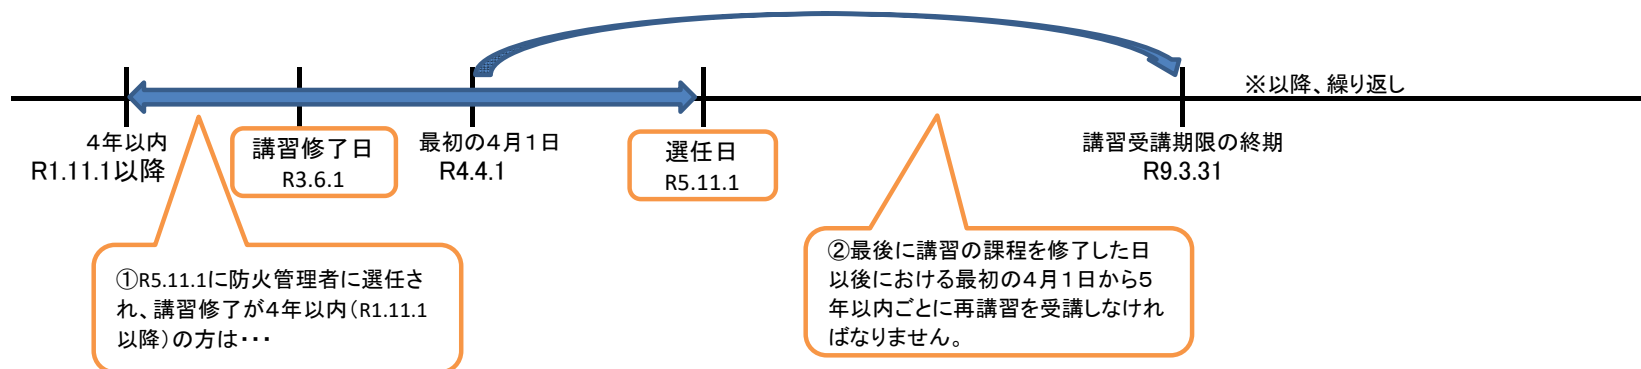 ※以降、繰り返し
4年以内
R1.11.1以降
講習修了日
R3.6.1
最初の4月1日
R4.4.1
選任日
R5.11.1
講習受講期限の終期
R9.3.31
①R5.11.1に防火管理者に選任さ
れ、講習修了が4年以内(R1.11.1
以降)の方は・・・
②最後に講習の課程を修了した日
以後における最初の4月1日から5
年以内ごとに再講習を受講しなけれ
ばなりません。